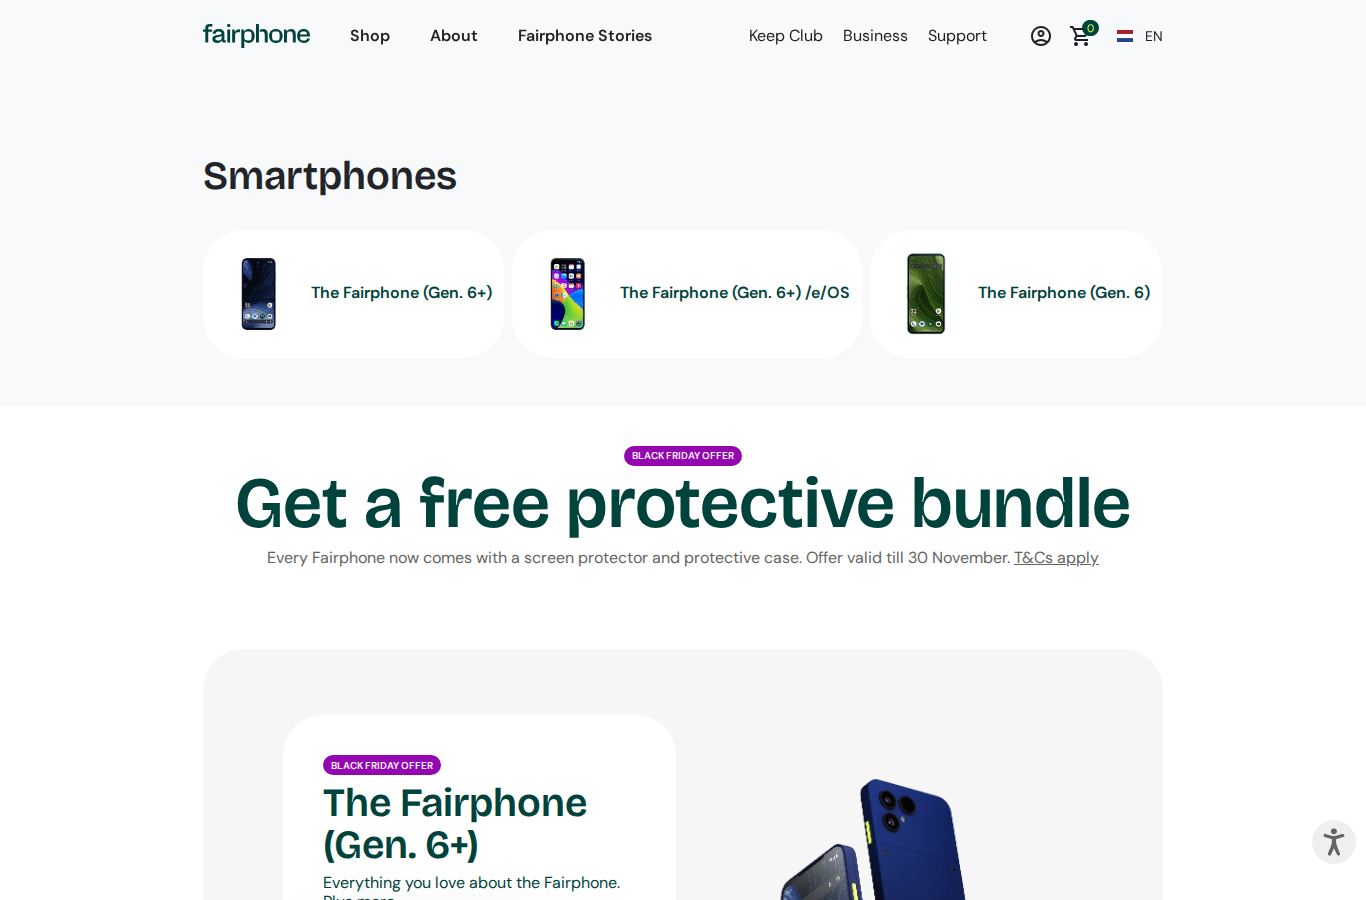 fairphone Shop About Fairphone Stories Keep Club Business Support 0 EN
Smartphones
The Fairphone (Gen. 6+) The Fairphone (Gen. 6+) /e/OS The Fairphone (Gen. 6)
BLACK FRIDAY OFFER
Get a free protective bundle
Every Fairphone now comes with a screen protector and protective case. Offer valid till 30 November. T&Cs apply
BLACK FRIDAY OFFER
The Fairphone
(Gen. 6+)
Everything you love about the Fairphone.
Plus more